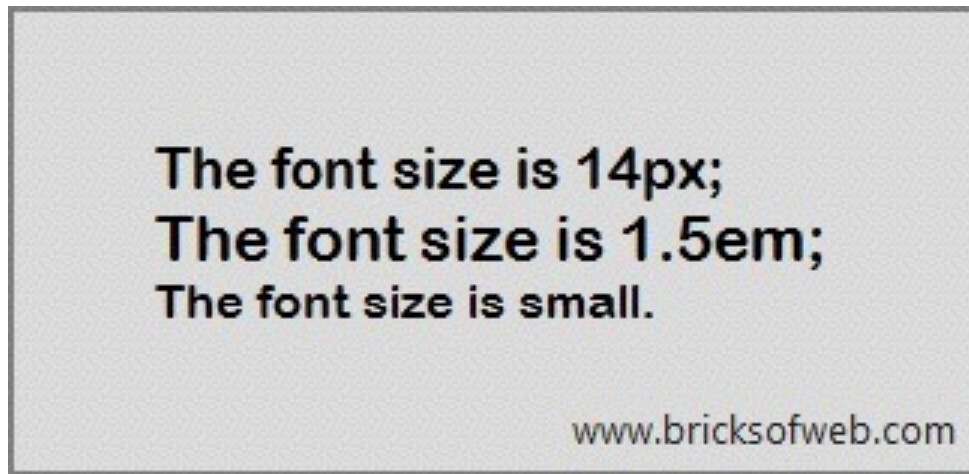 The font size is 14px;
The font size is 1.5em;
The font size is small.
www.bricksofweb.com